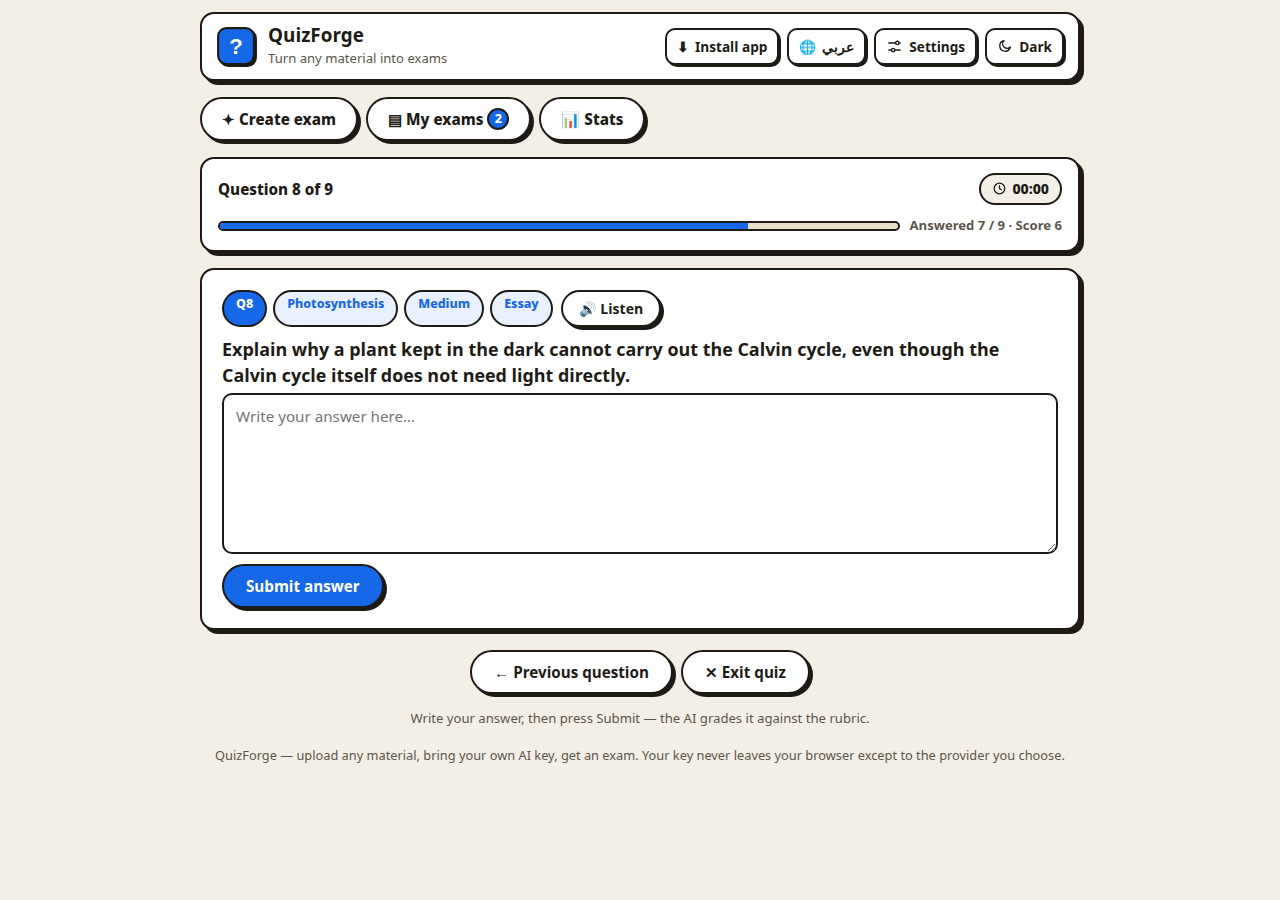 ?
QuizForge
Turn any material into exams
⬇ Install app
🌐 عربي
Settings
Dark
✦ Create exam
▤ My exams 2
📊 Stats
Question 8 of 9
00:00
Answered 7 / 9 · Score 6
Q8
Photosynthesis
Medium
Essay
🔊 Listen
Explain why a plant kept in the dark cannot carry out the Calvin cycle, even though the
Calvin cycle itself does not need light directly.
Write your answer here...
Submit answer
← Previous question
✕ Exit quiz
Write your answer, then press Submit — the AI grades it against the rubric.
QuizForge — upload any material, bring your own AI key, get an exam. Your key never leaves your browser except to the provider you choose.